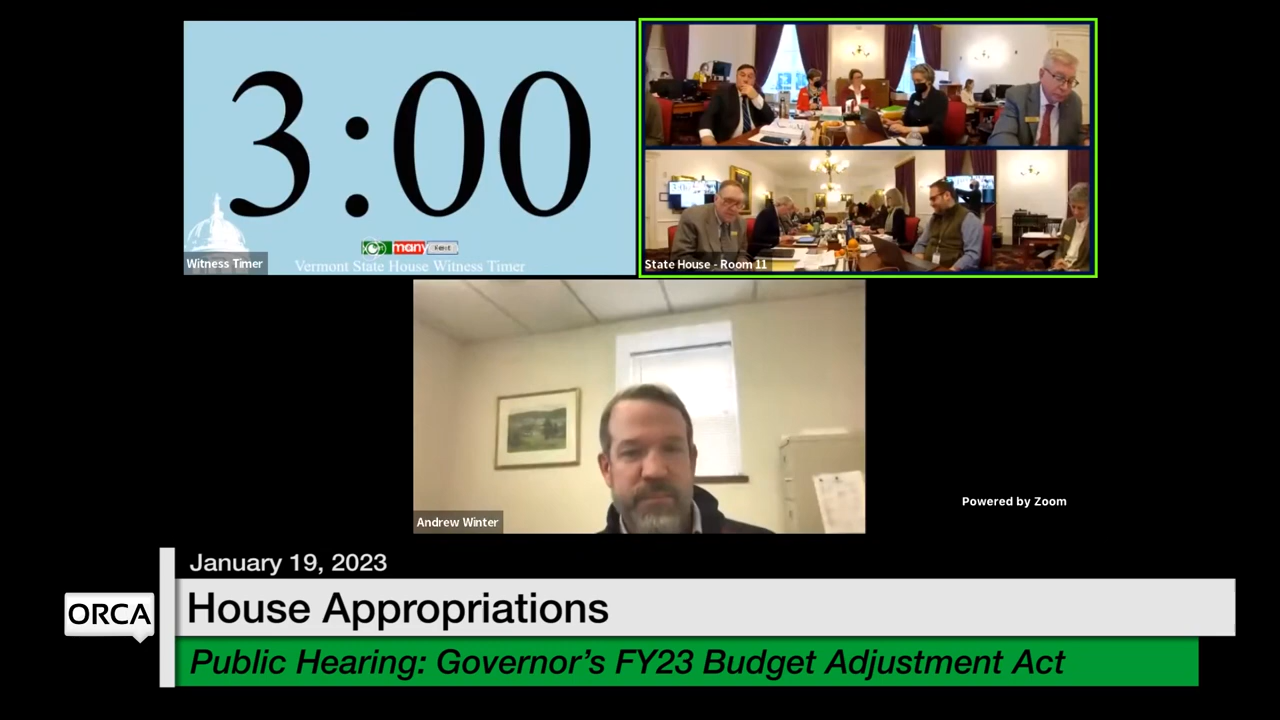 3:00
many
Vermont State House Witness Timer
Witness Timer
State House - Room 11
Andrew Winter
Powered by Zoom
January 19, 2023
ORCA
House Appropriations
Public Hearing: Governor's FY23 Budget Adjustment Act